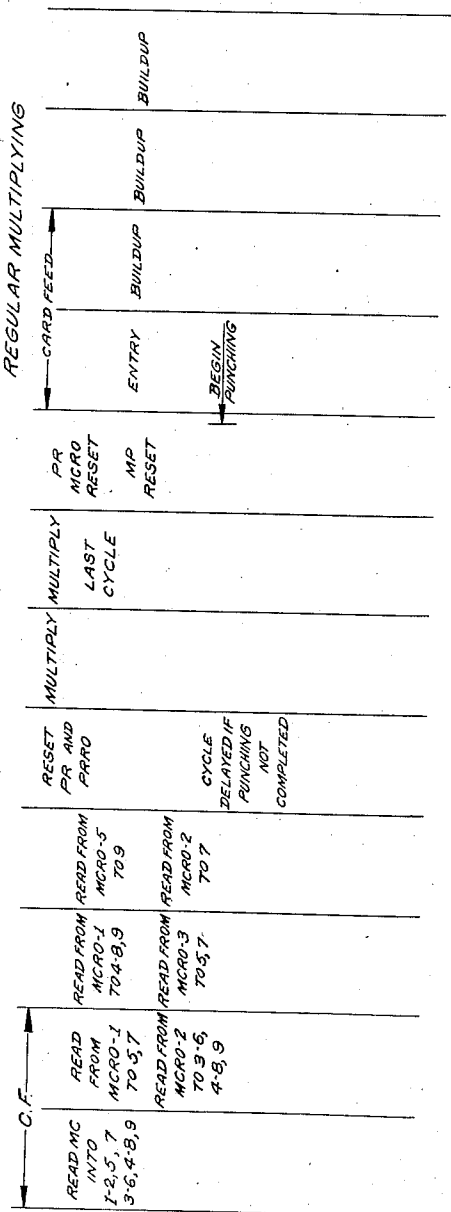 REGULAR MULTIPLYING
C.F.
READ MC
INTO
1-2,5,7
3-6,4-8,9
READ
FROM
MCRO-1
TO 5,7
READ FROM
MCRO-2
TO 3-6,
4-8,9
READ FROM
MCRO-1
TO 4-8,9
READ FROM
MCRO-3
TO 5,7
READ FROM
MCRO-5
TO 9
READ FROM
MCRO-2
TO 7
RESET
PR AND
PRRO
CYCLE
DELAYED IF
PUNCHING
NOT
COMPLETED
MULTIPLY
MULTIPLY
LAST
CYCLE
PR
MCRO
RESET
MP
RESET
CARD FEED
ENTRY
BEGIN
PUNCHING
BUILDUP
BUILDUP
BUILDUP